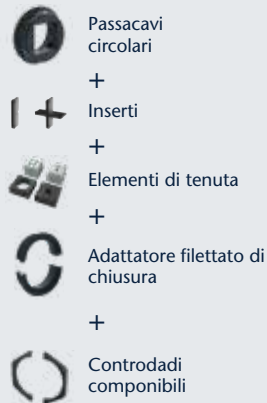 Passacavi
circolari
+
Inserti
+
Elementi di tenuta
+
Adattatore filettato di
chiusura
+
Controdadi
componibili